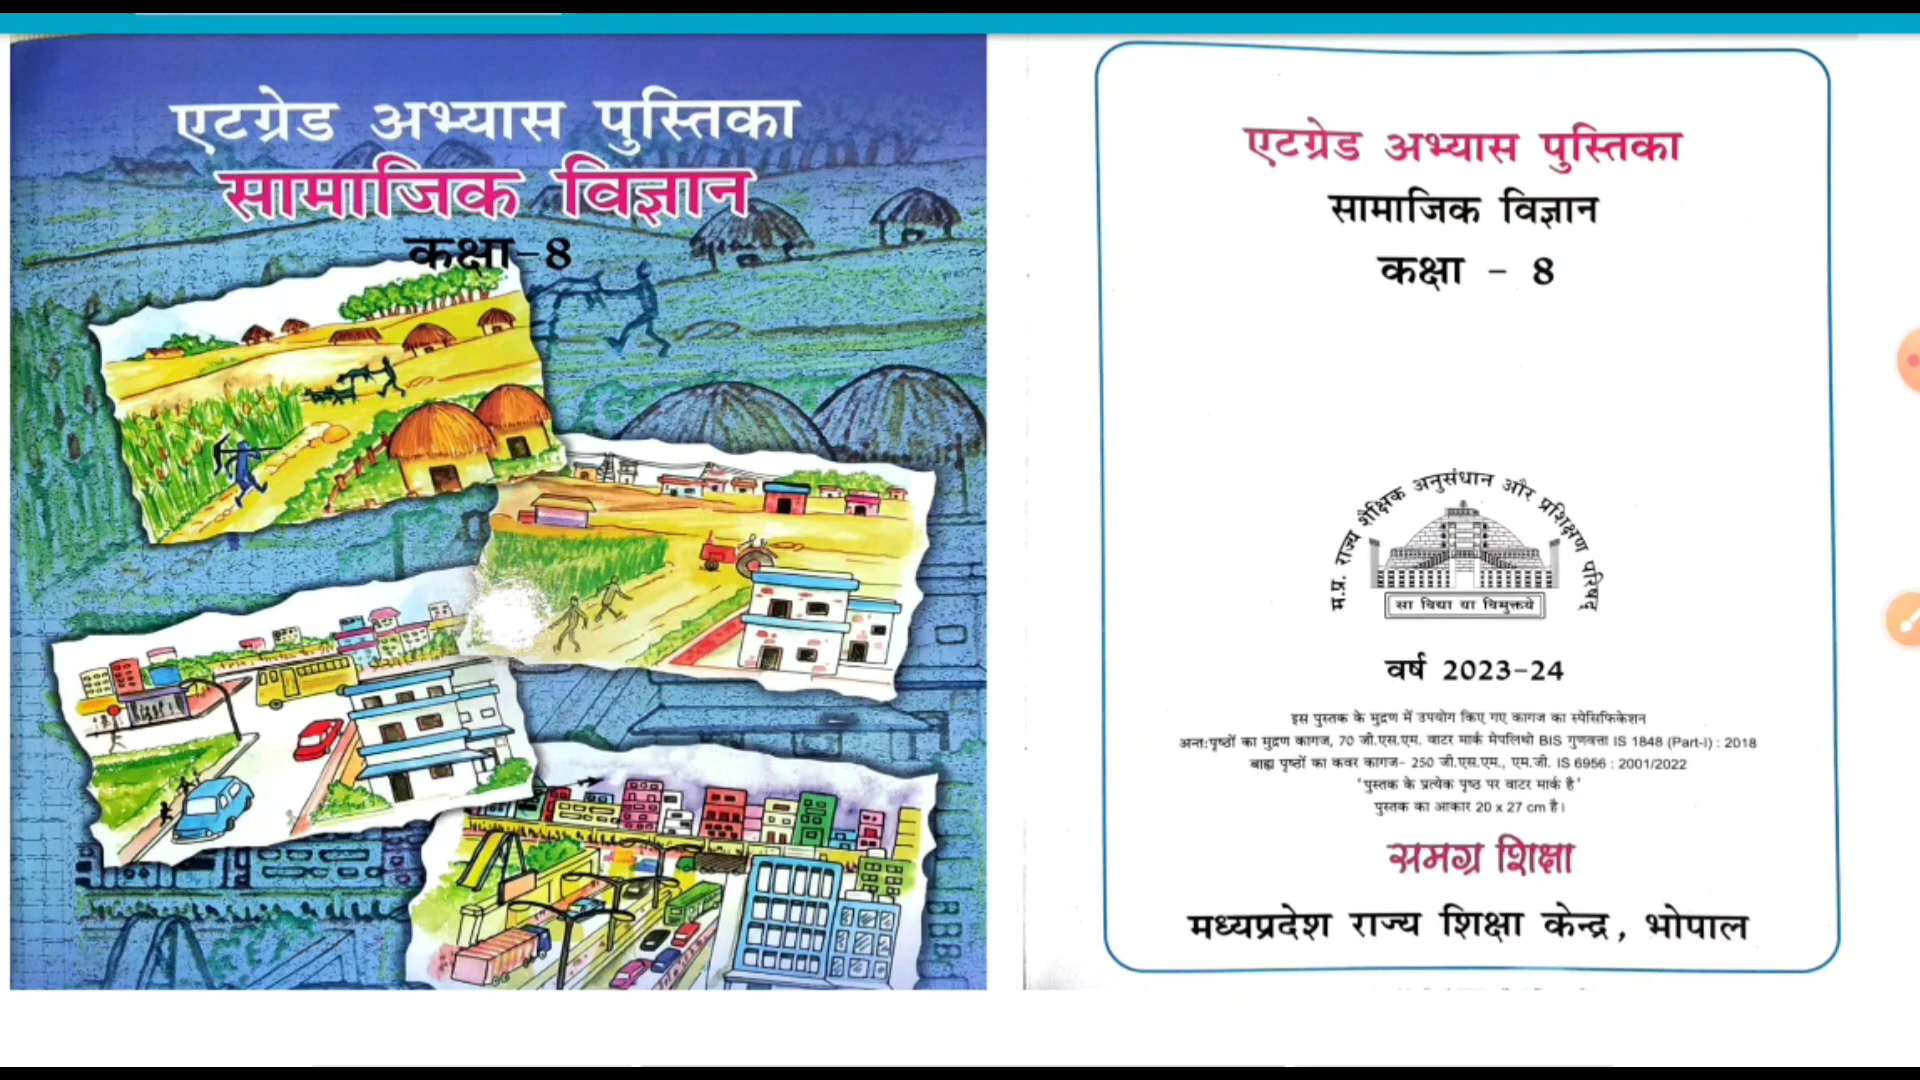 एटग्रेड अभ्यास पुस्तिका
सामाजिक विज्ञान
कक्षा-8
एटग्रेड अभ्यास पुस्तिका
सामाजिक विज्ञान
कक्षा - 8
म.प्र. राज्य शैक्षिक अनुसंधान और प्रशिक्षण परिषद्
सा विद्या या विमुक्तये
वर्ष 2023-24
इस पुस्तक के मुद्रण में उपयोग किए गए कागज का स्पेसिफिकेशन
अन्त:पृष्ठों का मुद्रण कागज, 70 जी.एस.एम. वाटर मार्क मेपलिथो BIS गुणवत्ता IS 1848 (Part-I) : 2018
बाह्य पृष्ठों का कवर कागज- 250 जी.एस.एम., एम.जी. IS 6956 : 2001/2022
'पुस्तक के प्रत्येक पृष्ठ पर वाटर मार्क है'
पुस्तक का आकार 20 x 27 cm है।
समग्र शिक्षा
मध्यप्रदेश राज्य शिक्षा केन्द्र, भोपाल